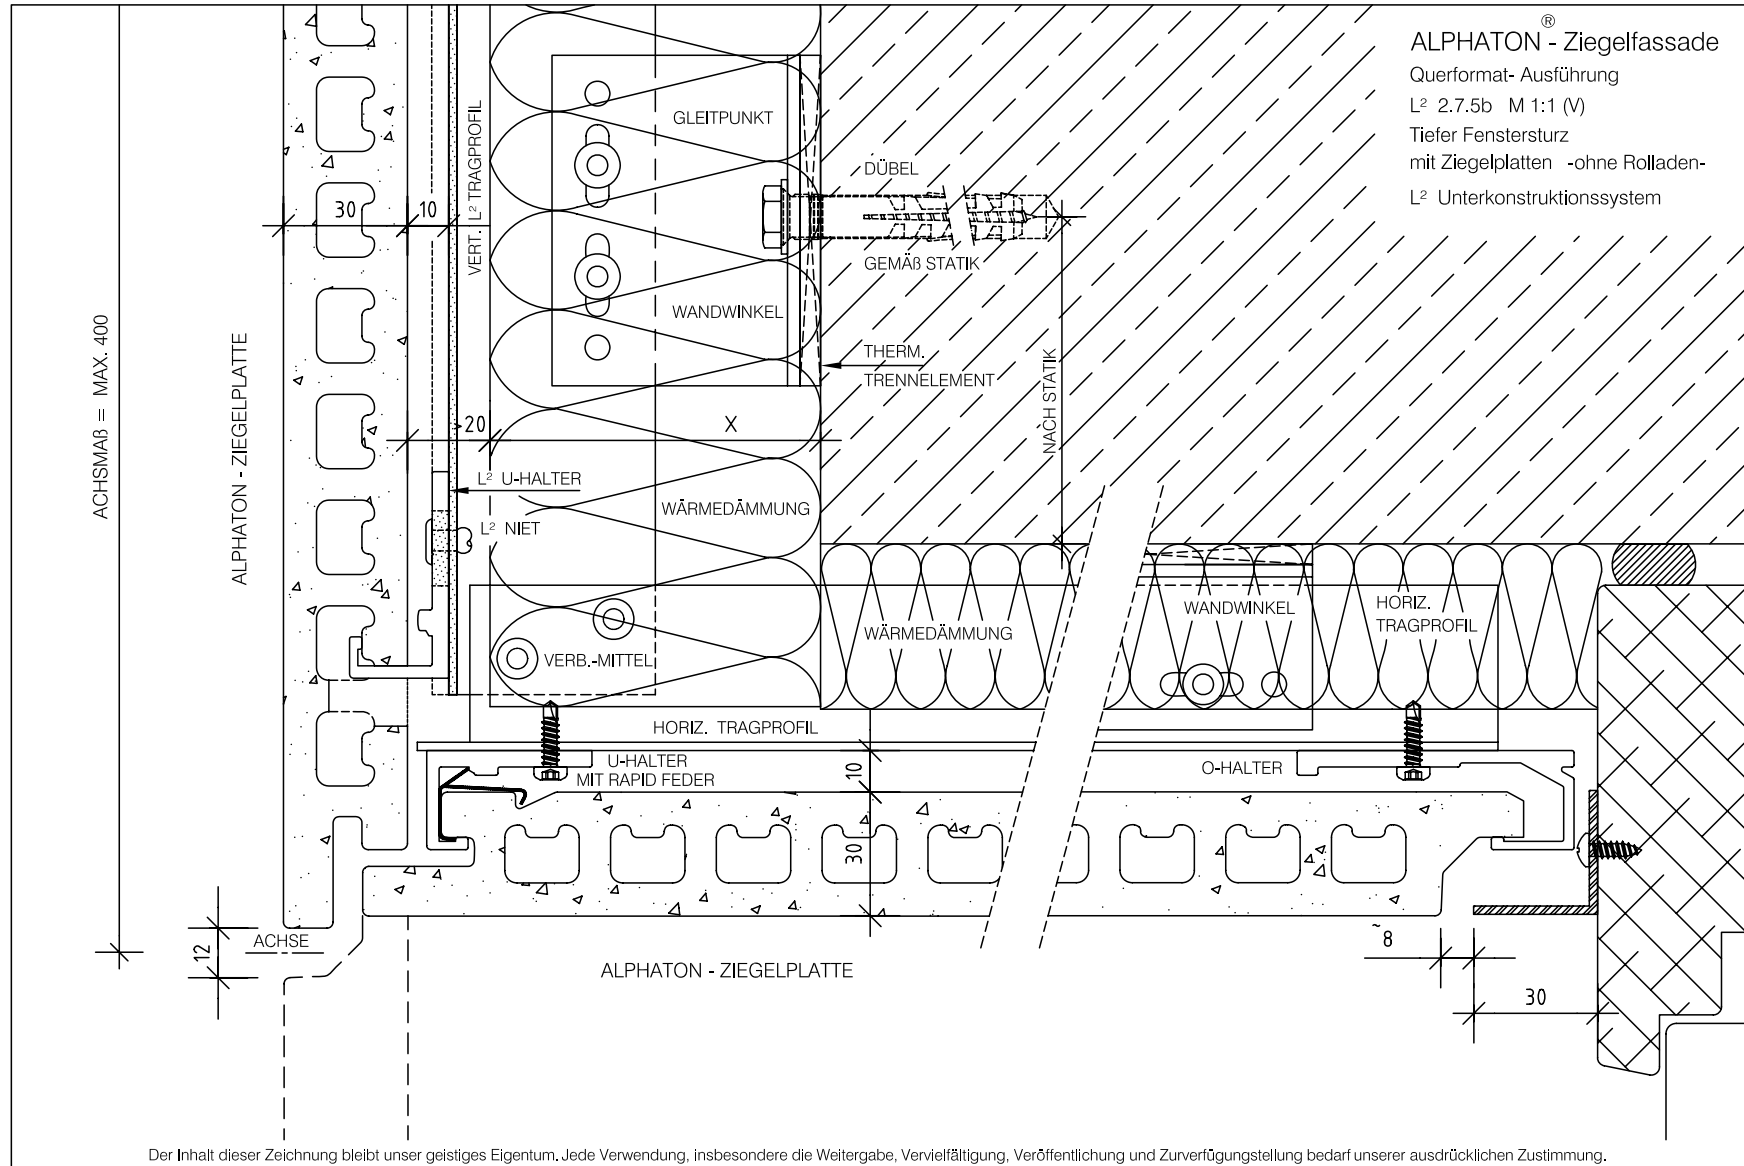 ALPHATON® - Ziegelfassade
Querformat- Ausführung
L² 2.7.5b M 1:1 (V)
Tiefer Fenstersturz
mit Ziegelplatten -ohne Rolladen-
L² Unterkonstruktionssystem
ACHSMAß = MAX. 400
ALPHATON - ZIEGELPLATTE
30
10
VERT. L² TRAGPROFIL
GLEITPUNKT
DÜBEL
GEMÄß STATIK
WANDWINKEL
THERM.
TRENNELEMENT
NACH STATIK
~20
X
L² U-HALTER
L² NIET
WÄRMEDÄMMUNG
VERB.-MITTEL
WÄRMEDÄMMUNG
WANDWINKEL
HORIZ.
TRAGPROFIL
HORIZ. TRAGPROFIL
U-HALTER
MIT RAPID FEDER
10
O-HALTER
30
12
ACHSE
ALPHATON - ZIEGELPLATTE
~8
30
Der Inhalt dieser Zeichnung bleibt unser geistiges Eigentum. Jede Verwendung, insbesondere die Weitergabe, Vervielfältigung, Veröffentlichung und Zurverfügungstellung bedarf unserer ausdrücklichen Zustimmung.